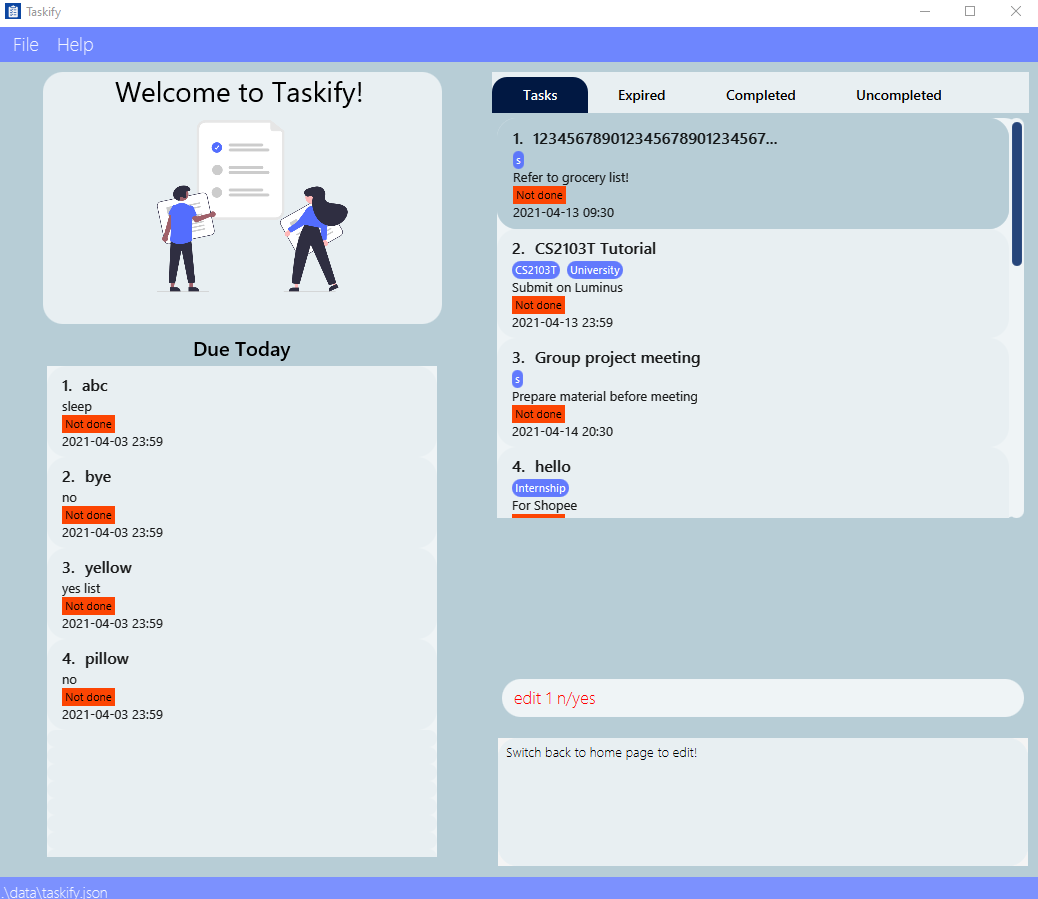 Taskify
File Help
Welcome to Taskify!
Due Today
1. abc
sleep
Not done
2021-04-03 23:59
2. bye
no
Not done
2021-04-03 23:59
3. yellow
yes list
Not done
2021-04-03 23:59
4. pillow
no
Not done
2021-04-03 23:59
Tasks Expired Completed Uncompleted
1. 123456789012345678901234567...
s
Refer to grocery list!
Not done
2021-04-13 09:30
2. CS2103T Tutorial
CS2103T University
Submit on Luminus
Not done
2021-04-13 23:59
3. Group project meeting
s
Prepare material before meeting
Not done
2021-04-14 20:30
4. hello
Internship
For Shopee
edit 1 n/yes
Switch back to home page to edit!
.\data\taskify.json